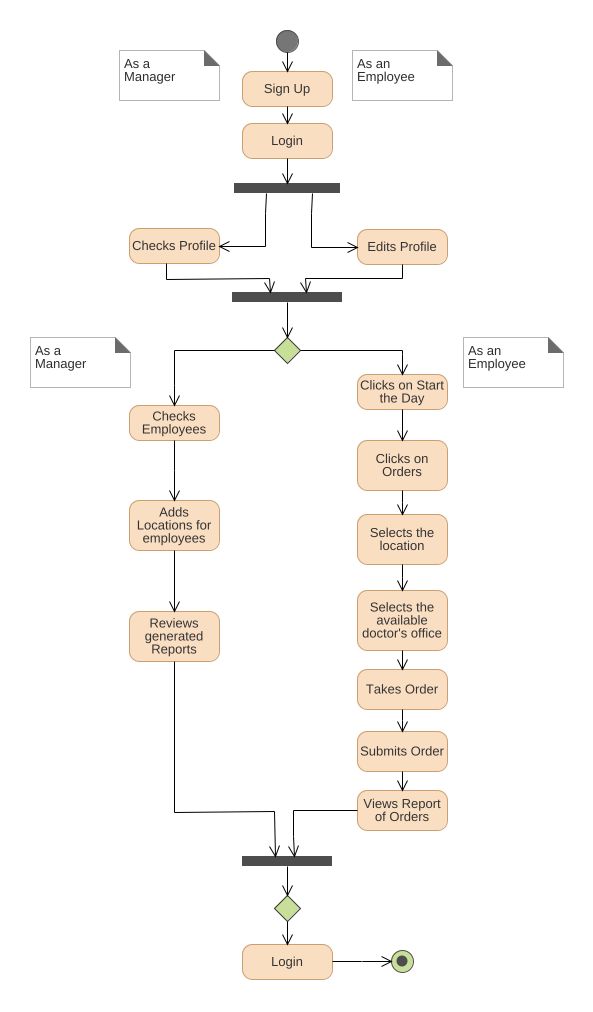 As a
Manager
As an
Employee
Sign Up
Login
Checks Profile
Edits Profile
As a
Manager
As an
Employee
Clicks on Start
the Day
Checks
Employees
Clicks on
Orders
Adds
Locations for
employees
Selects the
location
Selects the
available
doctor's office
Reviews
generated
Reports
Takes Order
Submits Order
Views Report
of Orders
Login